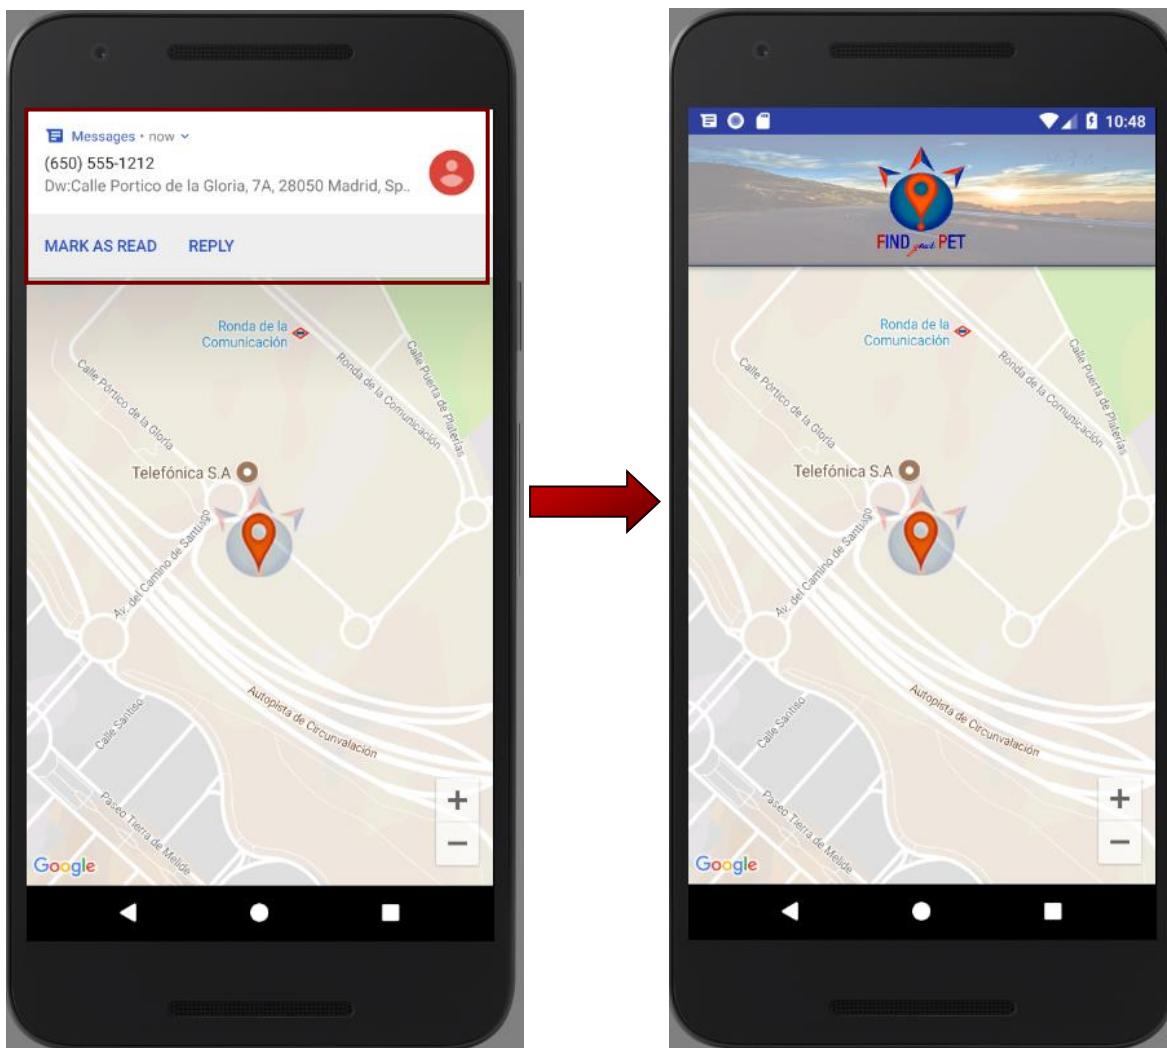 Messages • now
(650) 555-1212
Dw:Calle Portico de la Gloria, 7A, 28050 Madrid, Sp..
MARK AS READ REPLY
Ronda de la
Comunicación
Calle Pórtico de la Gloria
Ronda de la Comunicación
Calle Puerta de Platerías
Telefónica S.A
Av. del Camino de Santiago
Autopista de Circunvalación
Calle Santiso
Paseo Tierra de Melide
+
−
Google
10:48
FIND your PET
Ronda de la
Comunicación
Calle Pórtico de la Gloria
Ronda de la Comunicación
Calle Puerta de Platerías
Telefónica S.A
Av. del Camino de Santiago
Autopista de Circunvalación
Calle Santiso
Paseo Tierra de Melide
+
−
Google